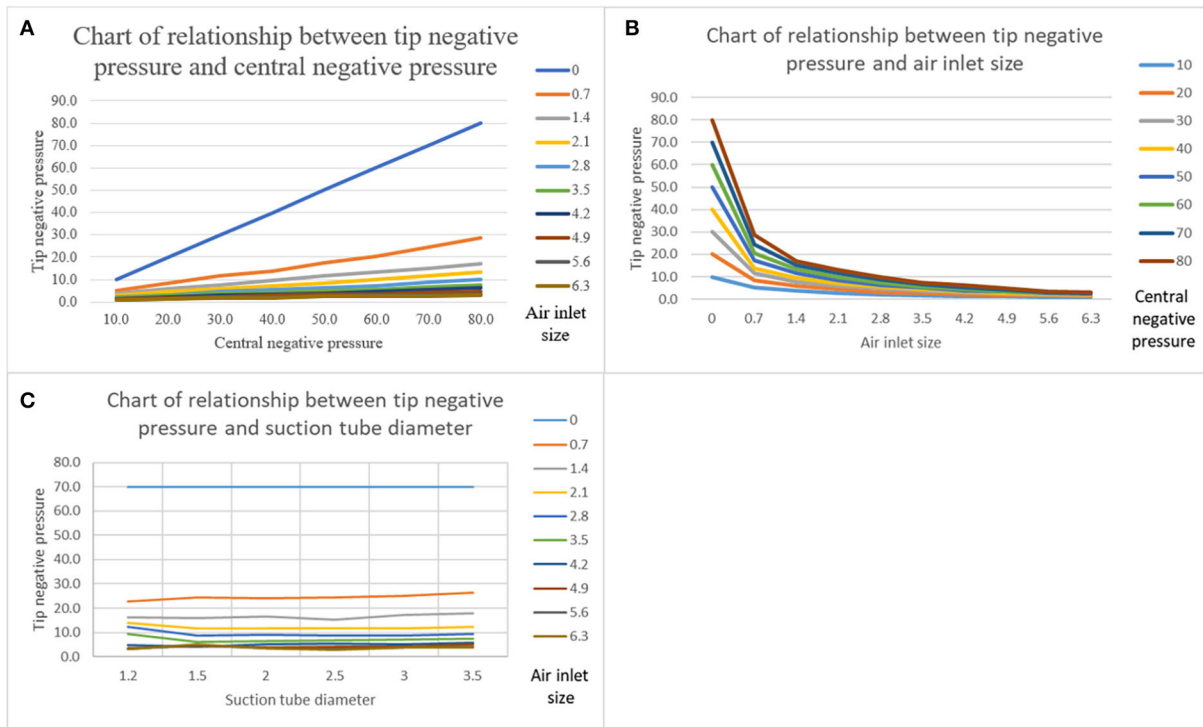 A
Chart of relationship between tip negative
pressure and central negative pressure
Tip negative pressure
90.0
80.0
70.0
60.0
50.0
40.0
30.0
20.0
10.0
0.0
10.0 20.0 30.0 40.0 50.0 60.0 70.0 80.0
Central negative pressure
0
0.7
1.4
2.1
2.8
3.5
4.2
4.9
5.6
6.3
Air inlet
size
B
Chart of relationship between tip negative
pressure and air inlet size
Tip negative pressure
90.0
80.0
70.0
60.0
50.0
40.0
30.0
20.0
10.0
0.0
0 0.7 1.4 2.1 2.8 3.5 4.2 4.9 5.6 6.3
Air inlet size
10
20
30
40
50
60
70
80
Central
negative
pressure
C
Chart of relationship between tip negative
pressure and suction tube diameter
Tip negative pressure
80.0
70.0
60.0
50.0
40.0
30.0
20.0
10.0
0.0
1.2 1.5 2 2.5 3 3.5
Suction tube diameter
0
0.7
1.4
2.1
2.8
3.5
4.2
4.9
5.6
6.3
Air inlet
size